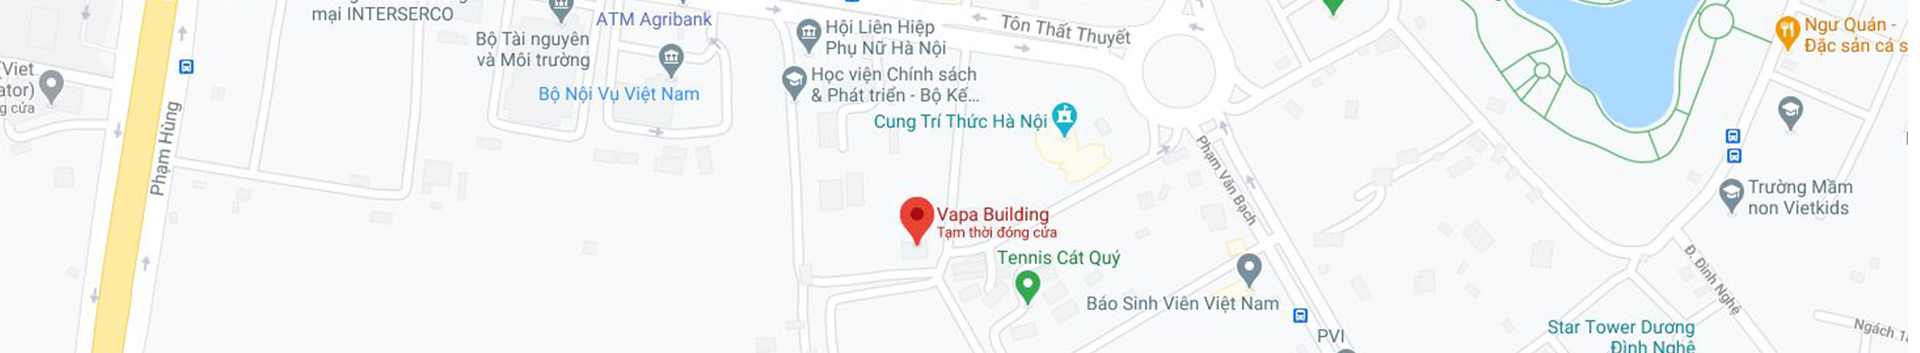 mại INTERSERCO
ATM Agribank
Bộ Tài nguyên
và Môi trường
Bộ Nội Vụ Việt Nam
Hội Liên Hiệp
Phụ Nữ Hà Nội
Học viện Chính sách
& Phát triển - Bộ Kế...
Tôn Thất Thuyết
Cung Trí Thức Hà Nội
(Viet
ator)
g cửa
Phạm Hùng
Vapa Building
Tạm thời đóng cửa
Tennis Cát Quý
Phạm Văn Bạch
Báo Sinh Viên Việt Nam
PVI
Ngư Quán -
Đặc sản cá s
Trường Mầm
non Vietkids
Đ. Đình Nghệ
Star Tower Dương
Đình Nghệ
Ngách 1